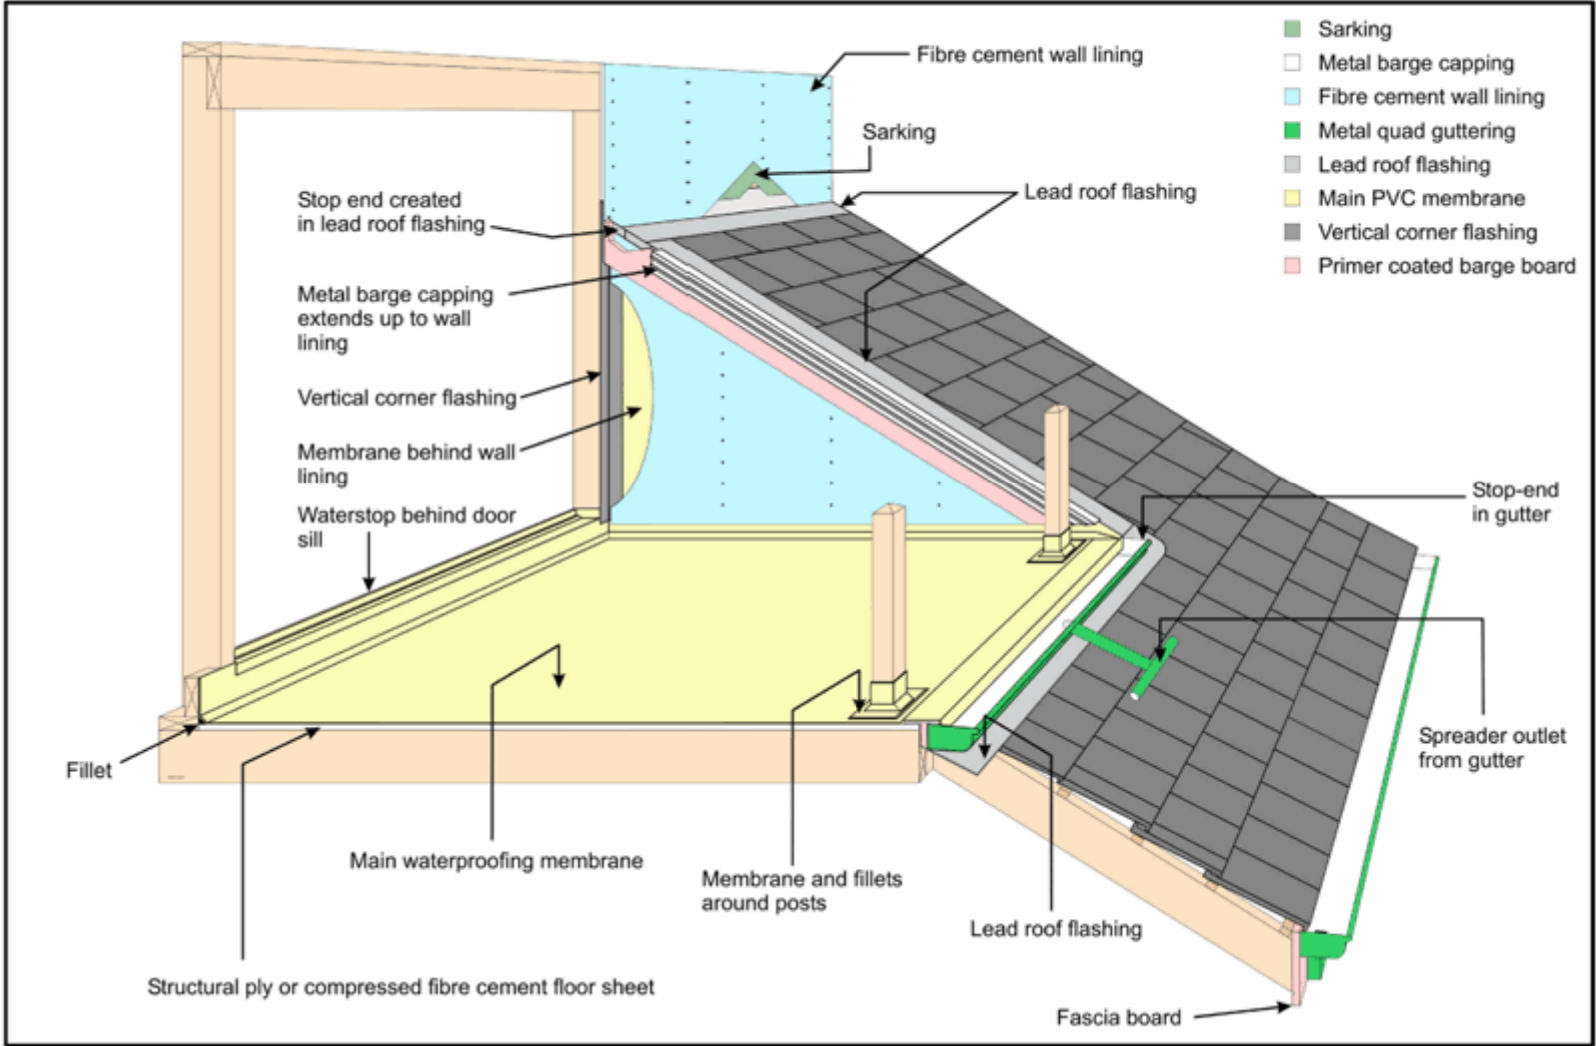 Fibre cement wall lining
Sarking
Lead roof flashing
Stop end created
in lead roof flashing
Metal barge capping
extends up to wall
lining
Vertical corner flashing
Membrane behind wall
lining
Waterstop behind door
sill
Fillet
Main waterproofing membrane
Structural ply or compressed fibre cement floor sheet
Membrane and fillets
around posts
Lead roof flashing
Fascia board
Stop-end
in gutter
Spreader outlet
from gutter
Sarking
Metal barge capping
Fibre cement wall lining
Metal quad guttering
Lead roof flashing
Main PVC membrane
Vertical corner flashing
Primer coated barge board